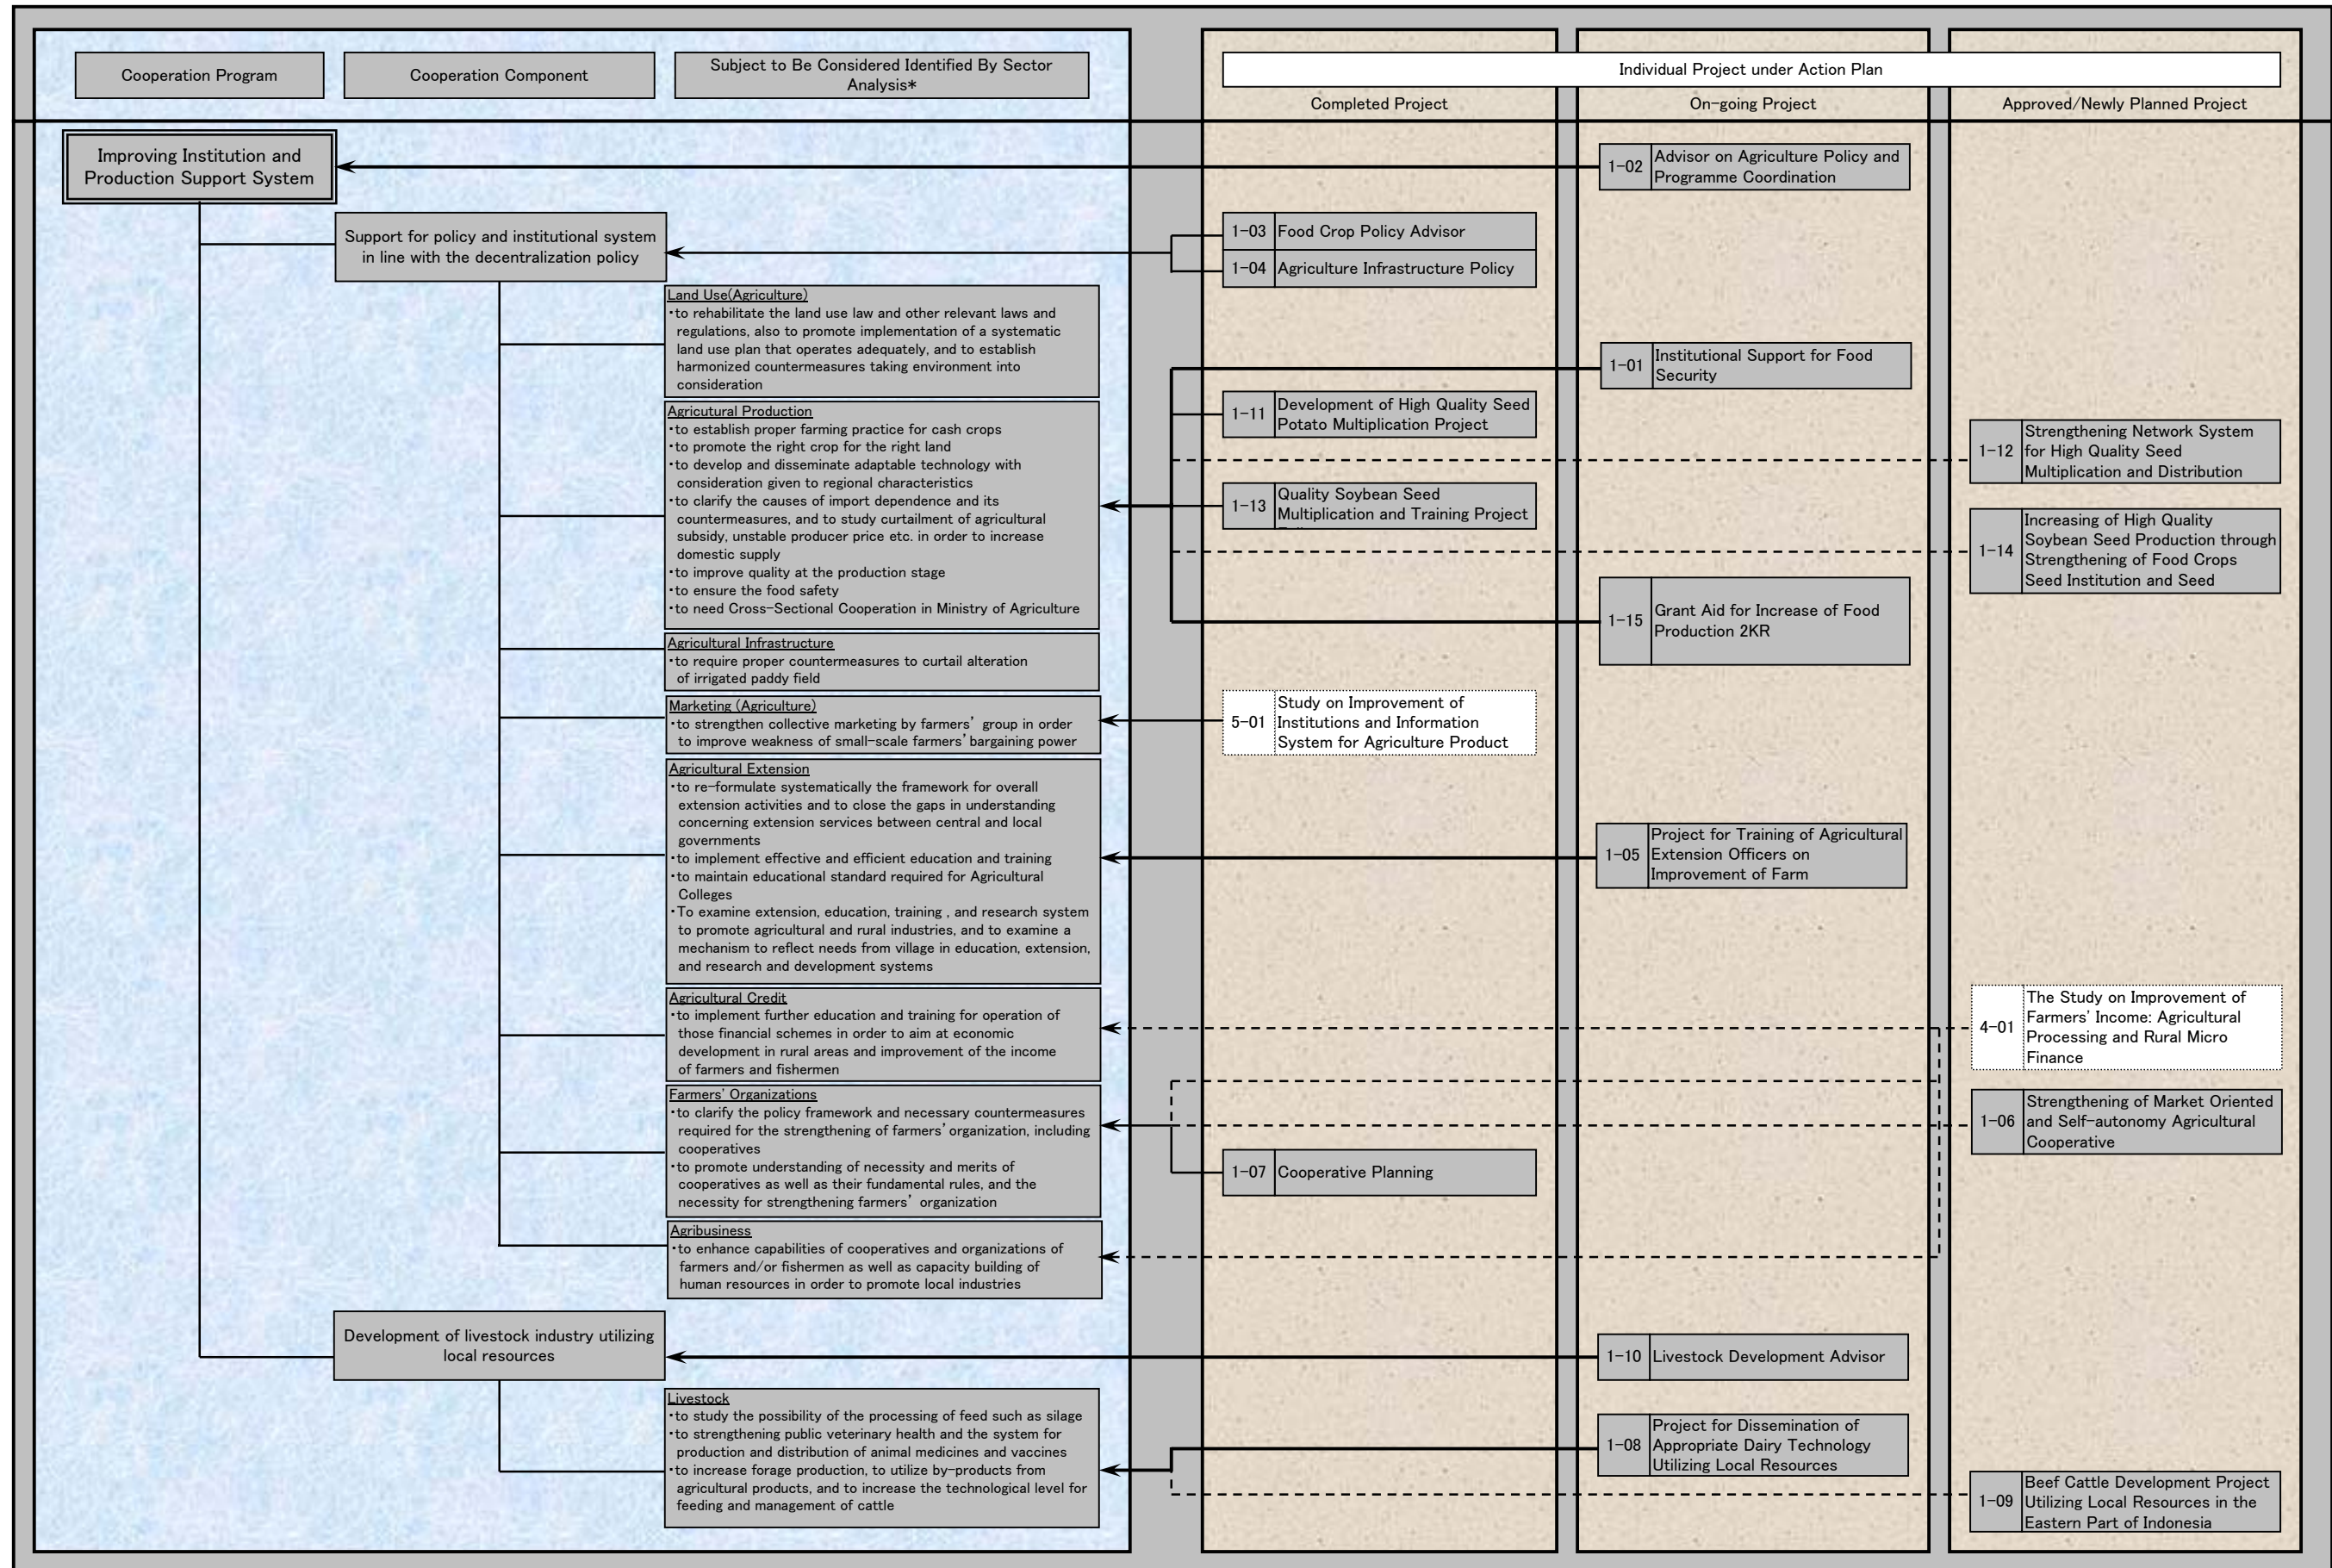 Cooperation Program
Cooperation Component
Subject to Be Considered Identified By Sector
Analysis*
Individual Project under Action Plan
Completed Project
On-going Project
Approved/Newly Planned Project
Improving Institution and
Production Support System
1-02
Advisor on Agriculture Policy and
Programme Coordination
Support for policy and institutional system
in line with the decentralization policy
1-03
Food Crop Policy Advisor
1-04
Agriculture Infrastructure Policy
Land Use(Agriculture)
・to rehabilitate the land use law and other relevant laws and
regulations, also to promote implementation of a systematic
land use plan that operates adequately, and to establish
harmonized countermeasures taking environment into
consideration
1-01
Institutional Support for Food
Security
Agricutural Production
・to establish proper farming practice for cash crops
・to promote the right crop for the right land
・to develop and disseminate adaptable technology with
consideration given to regional characteristics
・to clarify the causes of import dependence and its
countermeasures, and to study curtailment of agricultural
subsidy, unstable producer price etc. in order to increase
domestic supply
・to improve quality at the production stage
・to ensure the food safety
・to need Cross-Sectional Cooperation in Ministry of Agriculture
1-11
Development of High Quality Seed
Potato Multiplication Project
1-12
Strengthening Network System
for High Quality Seed
Multiplication and Distribution
1-13
Quality Soybean Seed
Multiplication and Training Project
1-14
Increasing of High Quality
Soybean Seed Production through
Strengthening of Food Crops
Seed Institution and Seed
1-15
Grant Aid for Increase of Food
Production 2KR
Agricultural Infrastructure
・to require proper countermeasures to curtail alteration
of irrigated paddy field
Marketing (Agriculture)
・to strengthen collective marketing by farmers' group in order
to improve weakness of small-scale farmers' bargaining power
5-01
Study on Improvement of
Institutions and Information
System for Agriculture Product
Agricultural Extension
・to re-formulate systematically the framework for overall
extension activities and to close the gaps in understanding
concerning extension services between central and local
governments
・to implement effective and efficient education and training
・to maintain educational standard required for Agricultural
Colleges
・To examine extension, education, training , and research system
to promote agricultural and rural industries, and to examine a
mechanism to reflect needs from village in education, extension,
and research and development systems
1-05
Project for Training of Agricultural
Extension Officers on
Improvement of Farm
Agricultural Credit
・to implement further education and training for operation of
those financial schemes in order to aim at economic
development in rural areas and improvement of the income
of farmers and fishermen
4-01
The Study on Improvement of
Farmers' Income: Agricultural
Processing and Rural Micro
Finance
Farmers' Organizations
・to clarify the policy framework and necessary countermeasures
required for the strengthening of farmers' organization, including
cooperatives
・to promote understanding of necessity and merits of
cooperatives as well as their fundamental rules, and the
necessity for strengthening farmers' organization
1-06
Strengthening of Market Oriented
and Self-autonomy Agricultural
Cooperative
1-07
Cooperative Planning
Agribusiness
・to enhance capabilities of cooperatives and organizations of
farmers and/or fishermen as well as capacity building of
human resources in order to promote local industries
Development of livestock industry utilizing
local resources
1-10
Livestock Development Advisor
Livestock
・to study the possibility of the processing of feed such as silage
・to strengthening public veterinary health and the system for
production and distribution of animal medicines and vaccines
・to increase forage production, to utilize by-products from
agricultural products, and to increase the technological level for
feeding and management of cattle
1-08
Project for Dissemination of
Appropriate Dairy Technology
Utilizing Local Resources
1-09
Beef Cattle Development Project
Utilizing Local Resources in the
Eastern Part of Indonesia